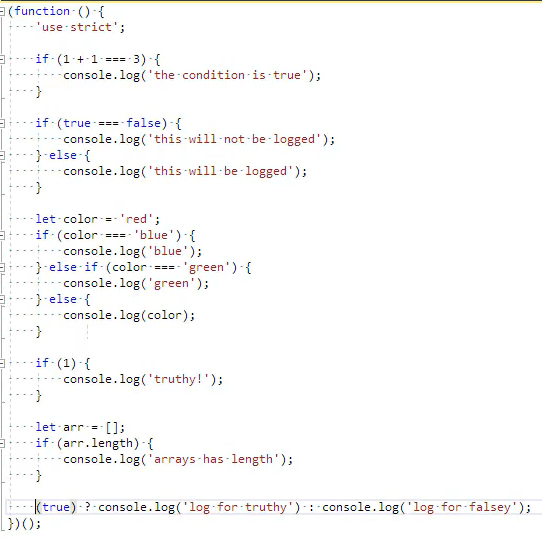 (function () {
    'use strict';

    if (1 + 1 === 3) {
        console.log('the condition is true');
    }

    if (true === false) {
        console.log('this will not be logged');
    } else {
        console.log('this will be logged');
    }

    let color = 'red';
    if (color === 'blue') {
        console.log('blue');
    } else if (color === 'green') {
        console.log('green');
    } else {
        console.log(color);
    }

    if (1) {
        console.log('truthy!');
    }

    let arr = [];
    if (arr.length) {
        console.log('arrays has length');
    }

    (true) ? console.log('log for truthy') : console.log('log for falsey');
})();